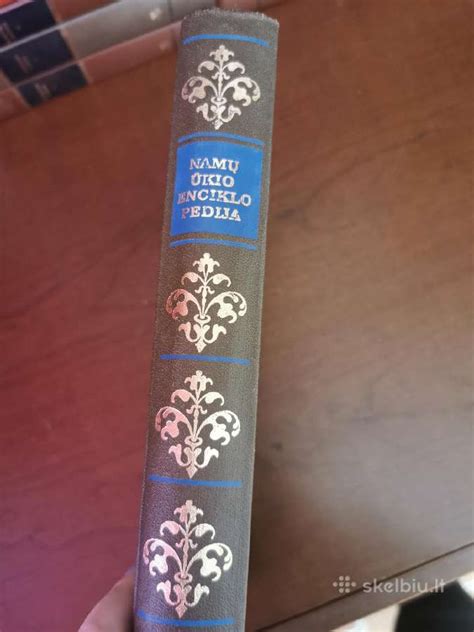 NAMŲ
ŪKIO
ENCIKLO
PEDIJA
skelbiu.lt